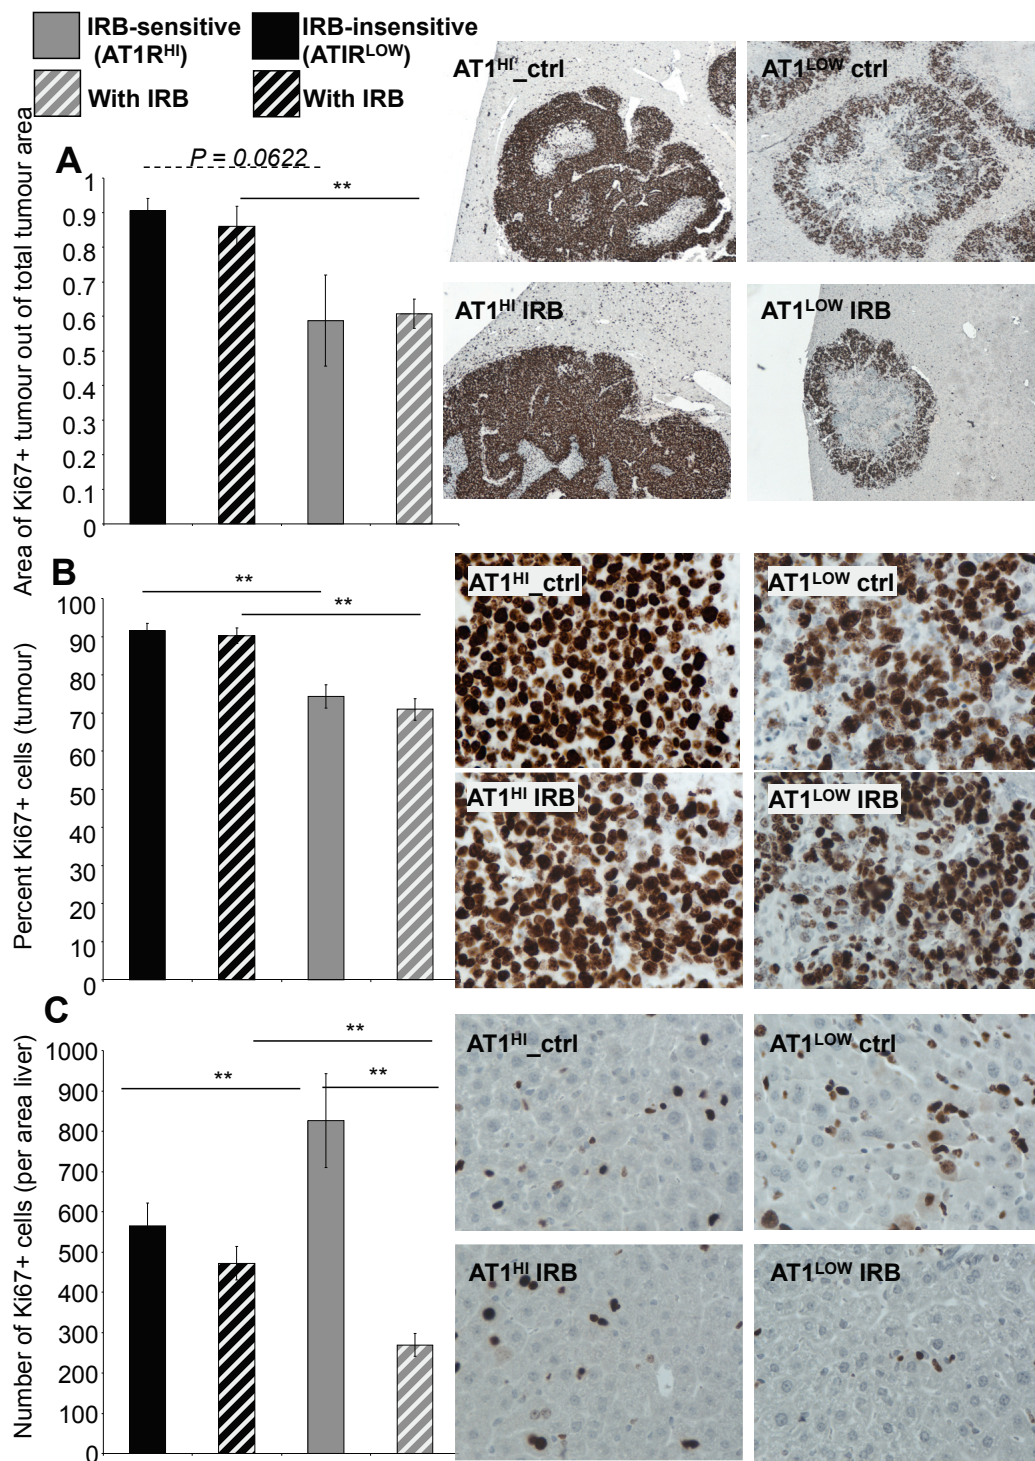 IRB-sensitive
(AT1R^HI)
IRB-insensitive
(ATIR^LOW)
With IRB
With IRB
A
Area of Ki67+ tumour out of total tumour area
P = 0.0622
**
1
0.9
0.8
0.7
0.6
0.5
0.4
0.3
0.2
0.1
0
AT1^HI_ctrl
AT1^LOW ctrl
AT1^HI IRB
AT1^LOW IRB
B
Percent Ki67+ cells (tumour)
**
**
100
90
80
70
60
50
40
30
20
10
0
AT1^HI_ctrl
AT1^LOW ctrl
AT1^HI IRB
AT1^LOW IRB
C
Number of Ki67+ cells (per area liver)
**
**
**
1000
900
800
700
600
500
400
300
200
100
0
AT1^HI_ctrl
AT1^LOW ctrl
AT1^HI IRB
AT1^LOW IRB